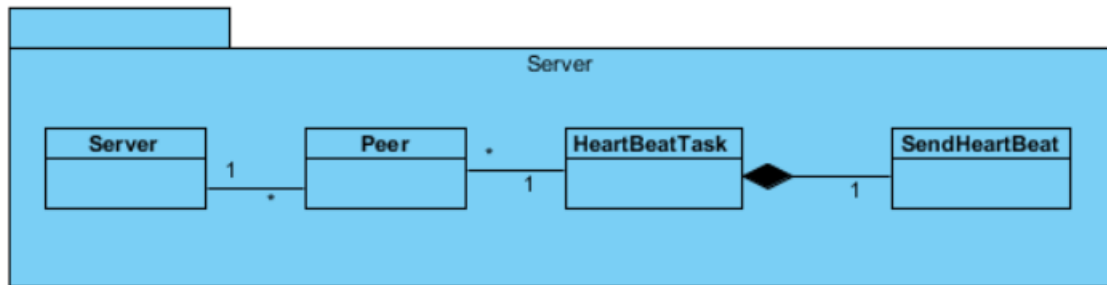 Server
Server
Peer
HeartBeatTask
SendHeartBeat
1
*
*
1
1